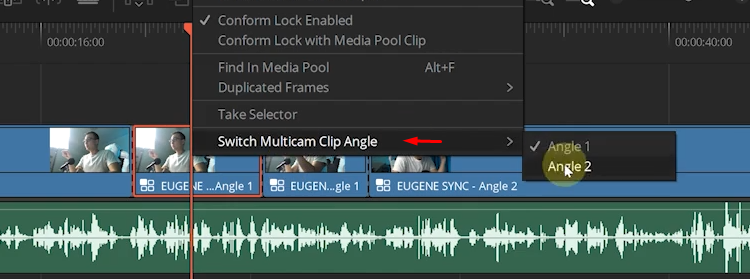 Conform Lock Enabled
Conform Lock with Media Pool Clip
00:00:16:00
00:00:40:00
Find In Media Pool Alt+F
Duplicated Frames
Take Selector
Switch Multicam Clip Angle
Angle 1
Angle 2
EUGENE ...Angle 1
EUGEN...gle 1
EUGENE SYNC - Angle 2